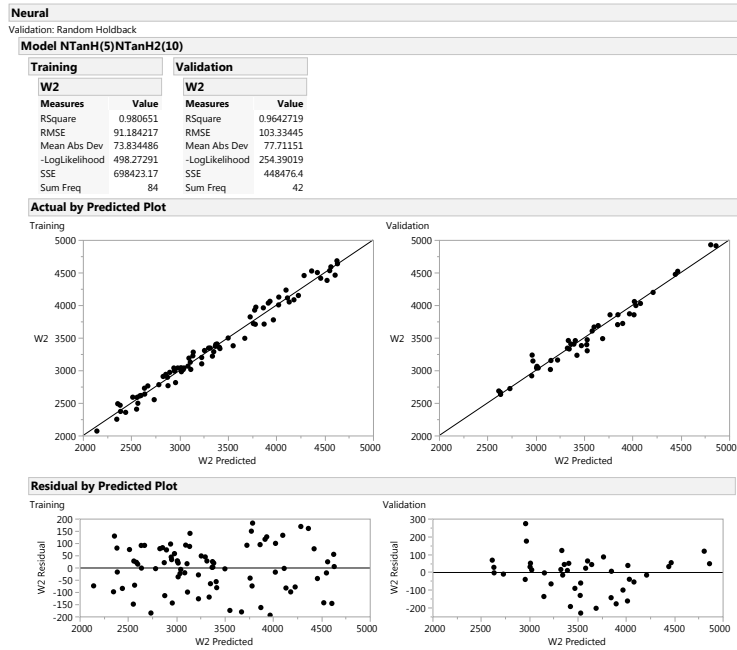 Neural
Validation: Random Holdback
Model NTanH(5)NTanH2(10)
Training Validation
W2 W2
Measures Value Measures Value
RSquare 0.980651 RSquare 0.9642719
RMSE 91.184217 RMSE 103.33445
Mean Abs Dev 73.834486 Mean Abs Dev 77.71151
-LogLikelihood 498.27291 -LogLikelihood 254.39019
SSE 698423.17 SSE 448476.4
Sum Freq 84 Sum Freq 42
Actual by Predicted Plot
Training
5000
4500
4000
3500
3000
2500
2000
W2
2000 2500 3000 3500 4000 4500 5000
W2 Predicted
Validation
5000
4500
4000
3500
3000
2500
2000
W2
2000 2500 3000 3500 4000 4500 5000
W2 Predicted
Residual by Predicted Plot
Training
200
150
100
50
0
-50
-100
-150
-200
W2 Residual
2000 2500 3000 3500 4000 4500 5000
W2 Predicted
Validation
300
200
100
0
-100
-200
W2 Residual
2000 2500 3000 3500 4000 4500 5000
W2 Predicted